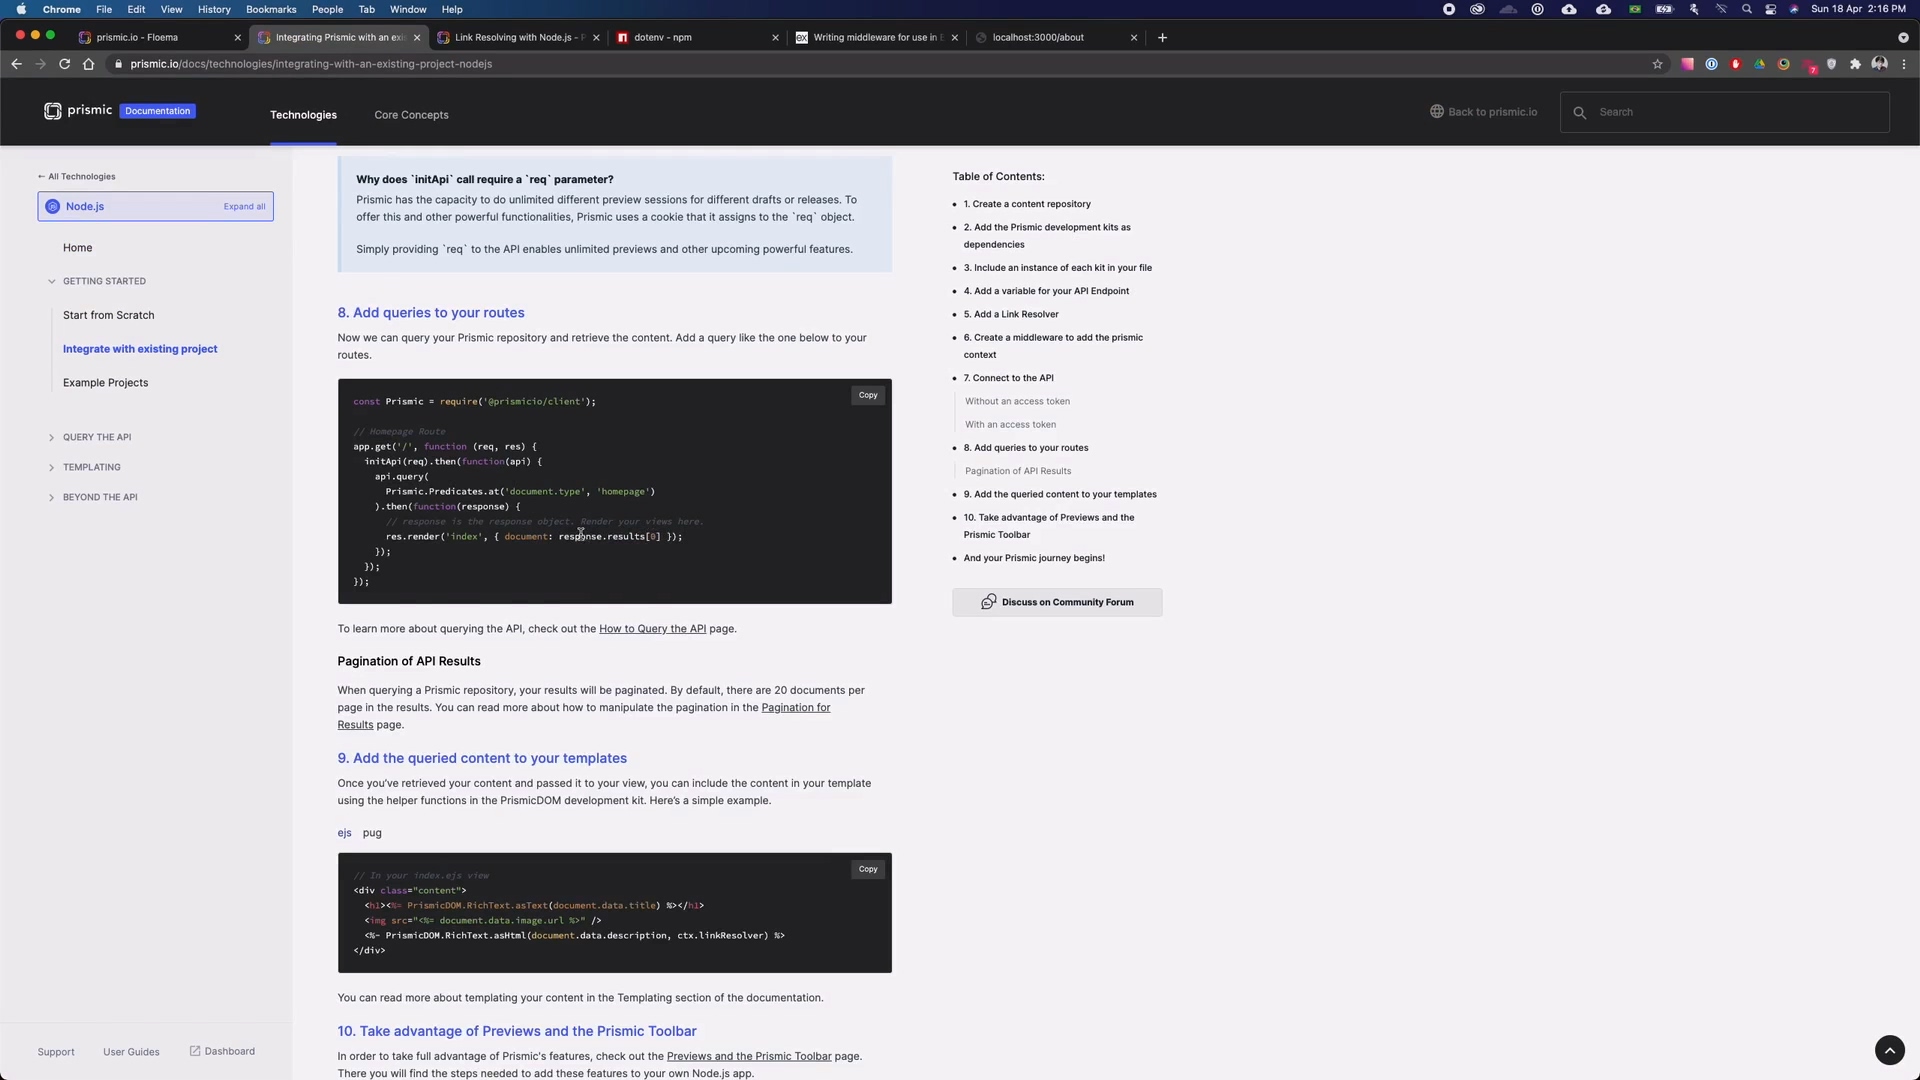 Chrome File Edit View History Bookmarks People Tab Window Help
Sun 18 Apr 2:16 PM
prismic.io - Floema
Integrating Prismic with an exi
Link Resolving with Node.js - P
dotenv - npm
Writing middleware for use in E
localhost:3000/about
prismic.io/docs/technologies/integrating-with-an-existing-project-nodejs
7
prismic Documentation
Technologies
Core Concepts
Back to prismic.io
Search
← All Technologies
Node.js Expand all
Home
GETTING STARTED
Start from Scratch
Integrate with existing project
Example Projects
QUERY THE API
TEMPLATING
BEYOND THE API
Support User Guides Dashboard
Why does `initApi` call require a `req` parameter?
Prismic has the capacity to do unlimited different preview sessions for different drafts or releases. To
offer this and other powerful functionalities, Prismic uses a cookie that it assigns to the `req` object.
Simply providing `req` to the API enables unlimited previews and other upcoming powerful features.
8. Add queries to your routes
Now we can query your Prismic repository and retrieve the content. Add a query like the one below to your
routes.
Copy
const Prismic = require('@prismicio/client');
// Homepage Route
app.get('/', function (req, res) {
initApi(req).then(function(api) {
api.query(
Prismic.Predicates.at('document.type', 'homepage')
).then(function(response) {
// response is the response object. Render your views here.
res.render('index', { document: response.results[0] });
});
});
});
To learn more about querying the API, check out the How to Query the API page.
Pagination of API Results
When querying a Prismic repository, your results will be paginated. By default, there are 20 documents per
page in the results. You can read more about how to manipulate the pagination in the Pagination for
Results page.
9. Add the queried content to your templates
Once you've retrieved your content and passed it to your view, you can include the content in your template
using the helper functions in the PrismicDOM development kit. Here's a simple example.
ejs pug
Copy
// In your index.ejs view
<div class="content">
<h1><%= PrismicDOM.RichText.asText(document.data.title) %></h1>
<img src="<%= document.data.image.url %>" />
<%- PrismicDOM.RichText.asHtml(document.data.description, ctx.linkResolver) %>
</div>
You can read more about templating your content in the Templating section of the documentation.
10. Take advantage of Previews and the Prismic Toolbar
In order to take full advantage of Prismic's features, check out the Previews and the Prismic Toolbar page.
There you will find the steps needed to add these features to your own Node.js app.
Table of Contents:
1. Create a content repository
2. Add the Prismic development kits as
dependencies
3. Include an instance of each kit in your file
4. Add a variable for your API Endpoint
5. Add a Link Resolver
6. Create a middleware to add the prismic
context
7. Connect to the API
Without an access token
With an access token
8. Add queries to your routes
Pagination of API Results
9. Add the queried content to your templates
10. Take advantage of Previews and the
Prismic Toolbar
And your Prismic journey begins!
Discuss on Community Forum